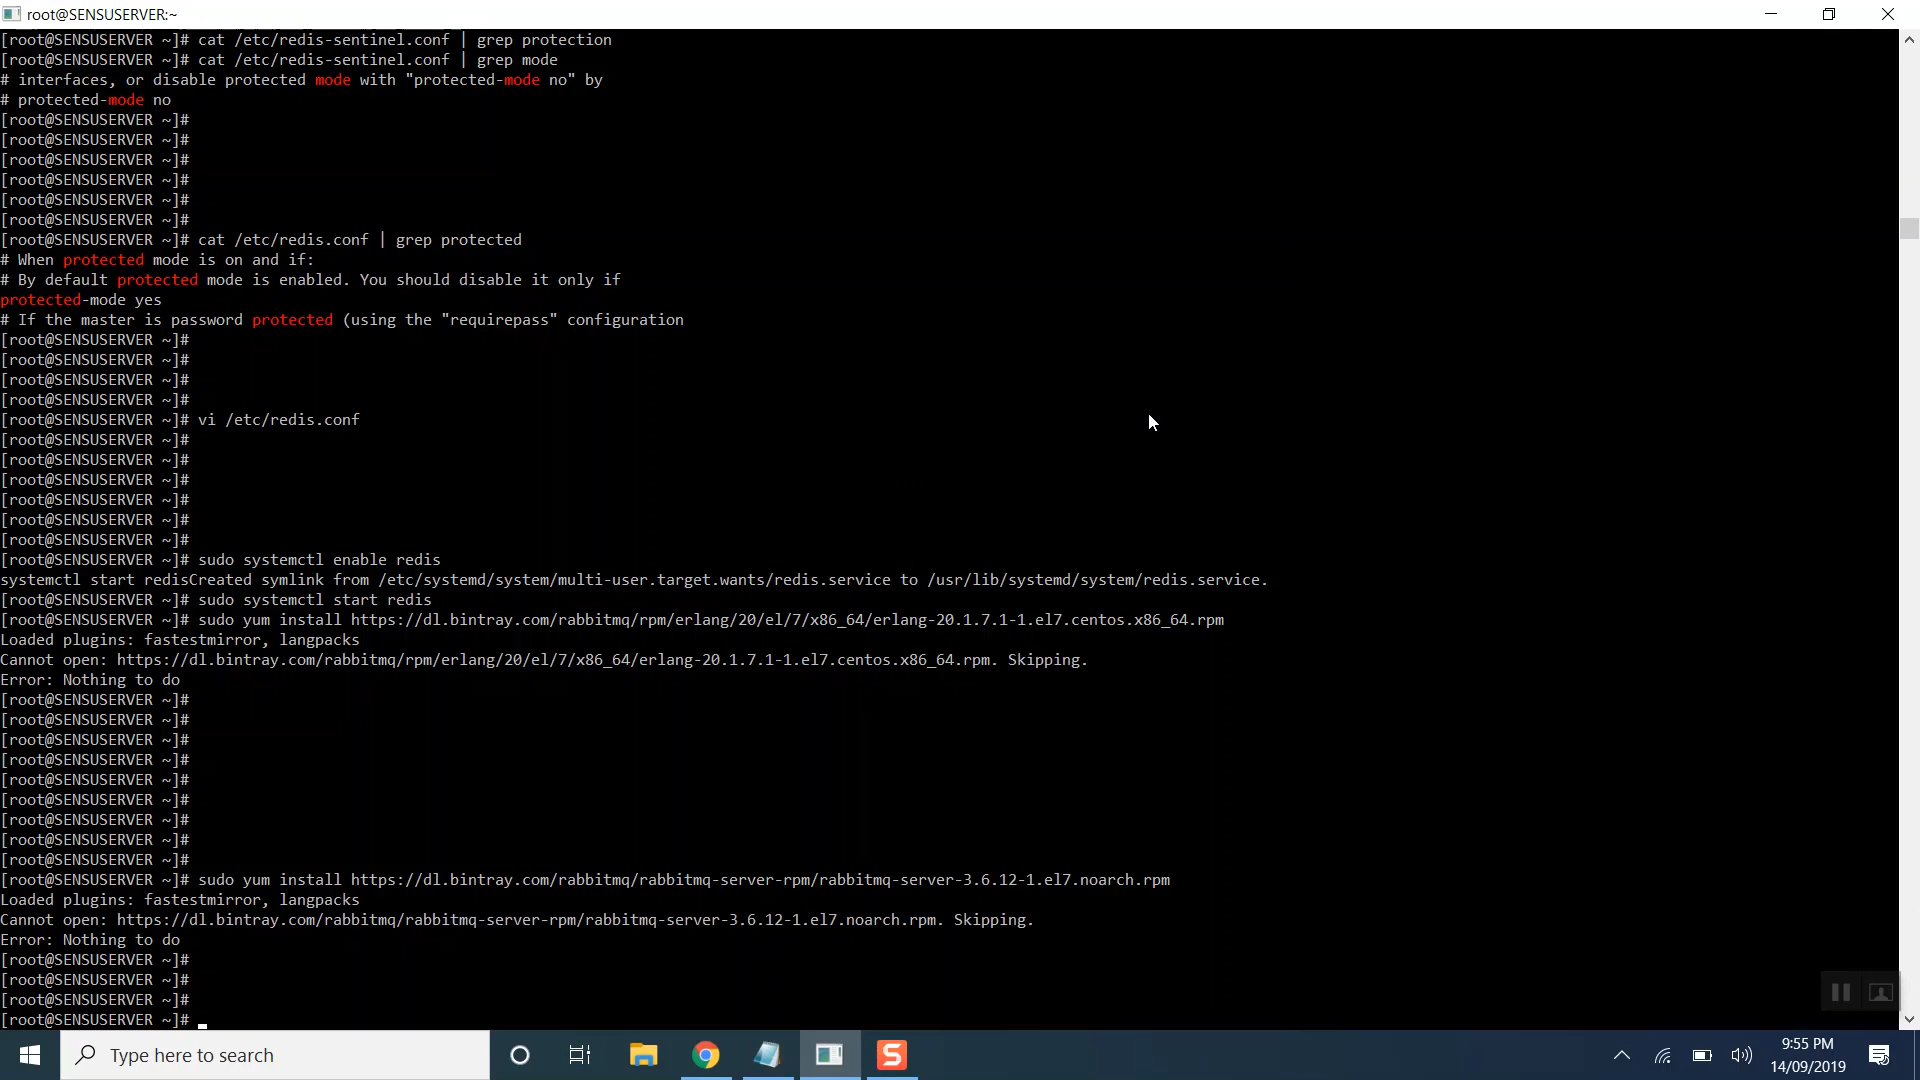 root@SENSUSERVER:~
[root@SENSUSERVER ~]# cat /etc/redis-sentinel.conf | grep protection
[root@SENSUSERVER ~]# cat /etc/redis-sentinel.conf | grep mode
# interfaces, or disable protected mode with "protected-mode no" by
# protected-mode no
[root@SENSUSERVER ~]#
[root@SENSUSERVER ~]#
[root@SENSUSERVER ~]#
[root@SENSUSERVER ~]#
[root@SENSUSERVER ~]#
[root@SENSUSERVER ~]#
[root@SENSUSERVER ~]# cat /etc/redis.conf | grep protected
# When protected mode is on and if:
# By default protected mode is enabled. You should disable it only if
protected-mode yes
# If the master is password protected (using the "requirepass" configuration
[root@SENSUSERVER ~]#
[root@SENSUSERVER ~]#
[root@SENSUSERVER ~]#
[root@SENSUSERVER ~]#
[root@SENSUSERVER ~]# vi /etc/redis.conf
[root@SENSUSERVER ~]#
[root@SENSUSERVER ~]#
[root@SENSUSERVER ~]#
[root@SENSUSERVER ~]#
[root@SENSUSERVER ~]#
[root@SENSUSERVER ~]#
[root@SENSUSERVER ~]# sudo systemctl enable redis
systemctl start redisCreated symlink from /etc/systemd/system/multi-user.target.wants/redis.service to /usr/lib/systemd/system/redis.service.
[root@SENSUSERVER ~]# sudo systemctl start redis
[root@SENSUSERVER ~]# sudo yum install https://dl.bintray.com/rabbitmq/rpm/erlang/20/el/7/x86_64/erlang-20.1.7.1-1.el7.centos.x86_64.rpm
Loaded plugins: fastestmirror, langpacks
Cannot open: https://dl.bintray.com/rabbitmq/rpm/erlang/20/el/7/x86_64/erlang-20.1.7.1-1.el7.centos.x86_64.rpm. Skipping.
Error: Nothing to do
[root@SENSUSERVER ~]#
[root@SENSUSERVER ~]#
[root@SENSUSERVER ~]#
[root@SENSUSERVER ~]#
[root@SENSUSERVER ~]#
[root@SENSUSERVER ~]#
[root@SENSUSERVER ~]#
[root@SENSUSERVER ~]#
[root@SENSUSERVER ~]#
[root@SENSUSERVER ~]# sudo yum install https://dl.bintray.com/rabbitmq/rabbitmq-server-rpm/rabbitmq-server-3.6.12-1.el7.noarch.rpm
Loaded plugins: fastestmirror, langpacks
Cannot open: https://dl.bintray.com/rabbitmq/rabbitmq-server-rpm/rabbitmq-server-3.6.12-1.el7.noarch.rpm. Skipping.
Error: Nothing to do
[root@SENSUSERVER ~]#
[root@SENSUSERVER ~]#
[root@SENSUSERVER ~]#
[root@SENSUSERVER ~]#
Type here to search
S
9:55 PM
14/09/2019